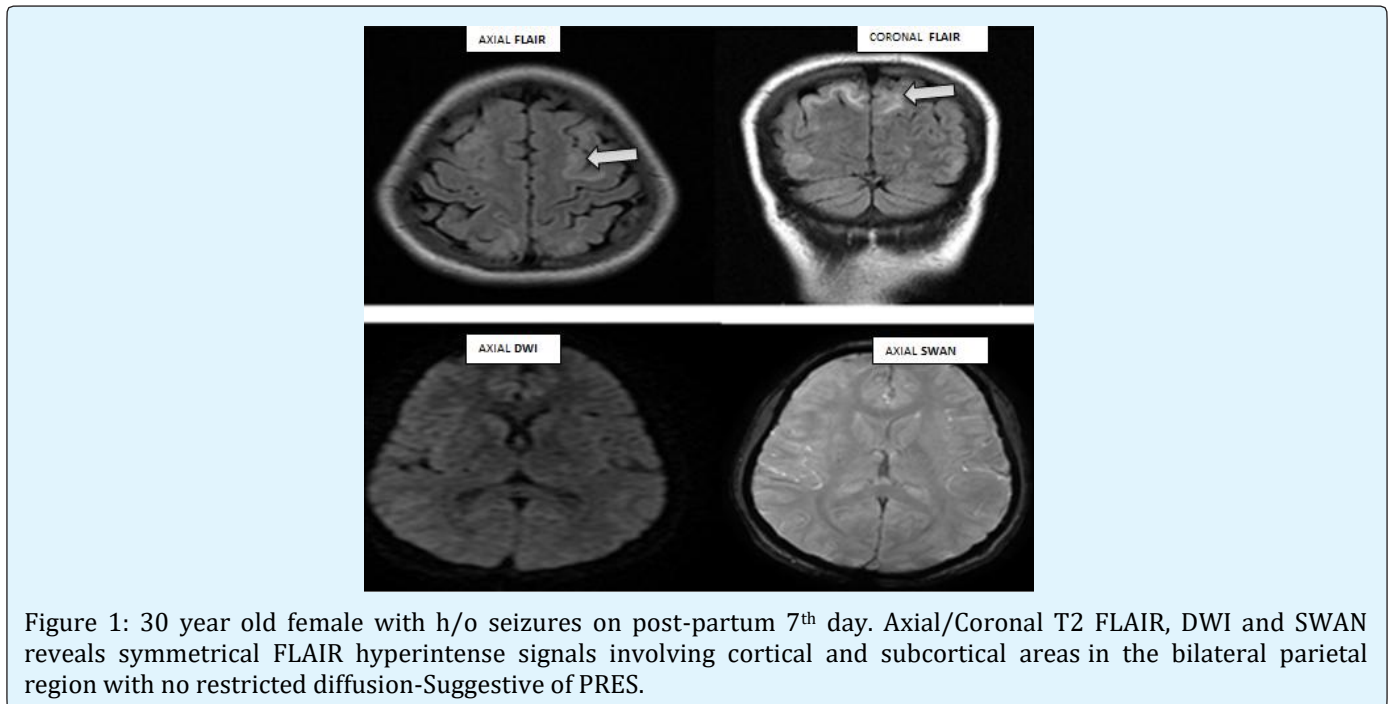 AXIAL FLAIR
CORONAL FLAIR
AXIAL DWI
AXIAL SWAN
Figure 1: 30 year old female with h/o seizures on post-partum 7th day. Axial/Coronal T2 FLAIR, DWI and SWAN
reveals symmetrical FLAIR hyperintense signals involving cortical and subcortical areas in the bilateral parietal
region with no restricted diffusion-Suggestive of PRES.